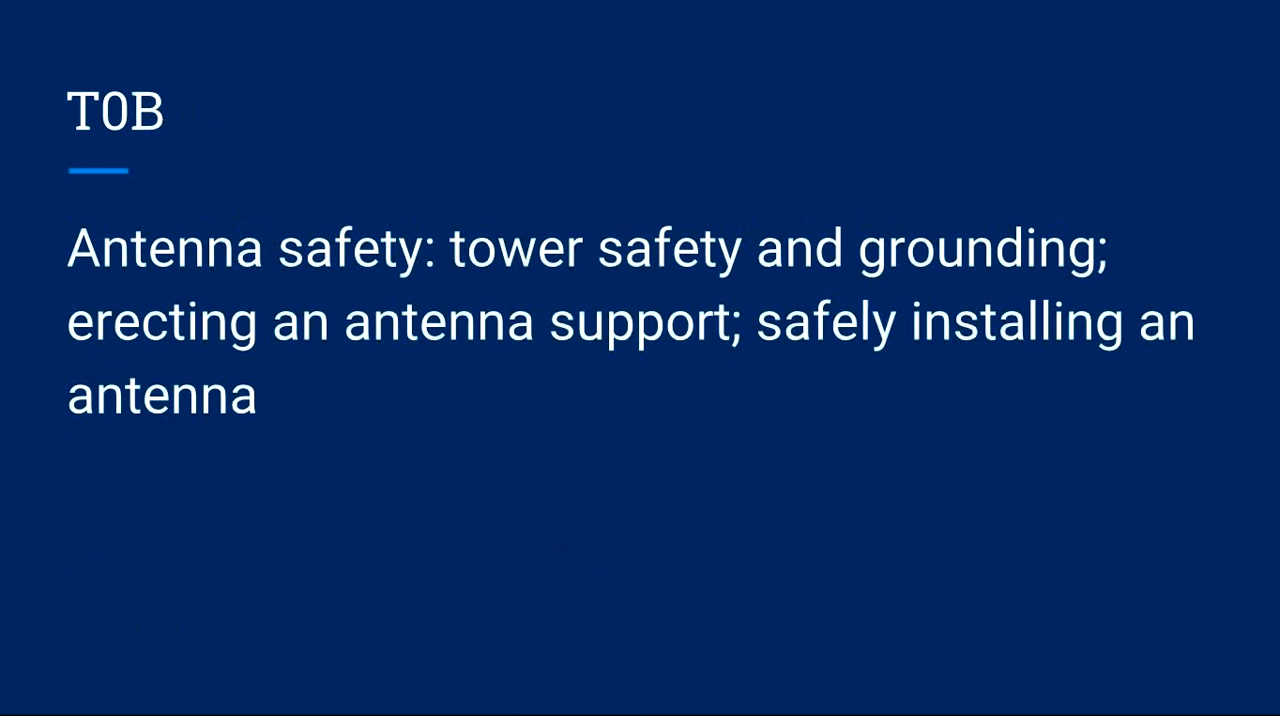 T0B
Antenna safety: tower safety and grounding;
erecting an antenna support; safely installing an
antenna